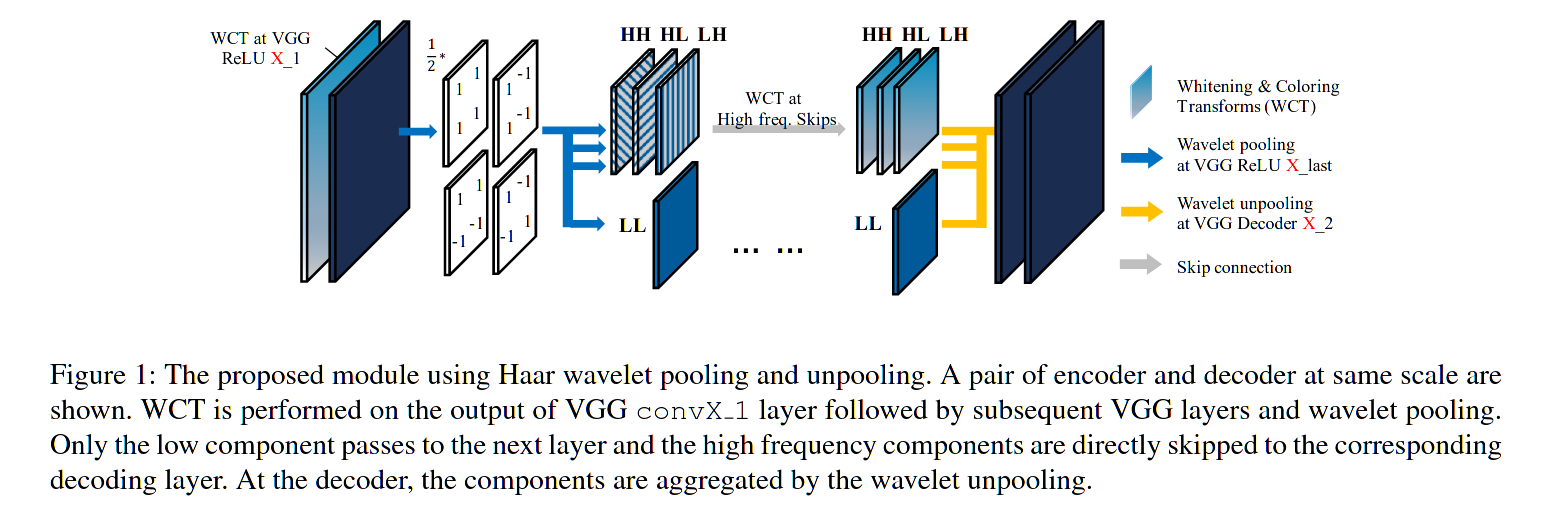 WCT at VGG
ReLU X_1
1
2
*
1
1
1
1
-1
1
-1
1
1
1
-1
-1
-1
1
1
-1
HH HL LH
LL
WCT at
High freq. Skips
... ...
HH HL LH
LL
Whitening & Coloring
Transforms (WCT)
Wavelet pooling
at VGG ReLU X_last
Wavelet unpooling
at VGG Decoder X_2
Skip connection
Figure 1: The proposed module using Haar wavelet pooling and unpooling. A pair of encoder and decoder at same scale are
shown. WCT is performed on the output of VGG convX_1 layer followed by subsequent VGG layers and wavelet pooling.
Only the low component passes to the next layer and the high frequency components are directly skipped to the corresponding
decoding layer. At the decoder, the components are aggregated by the wavelet unpooling.